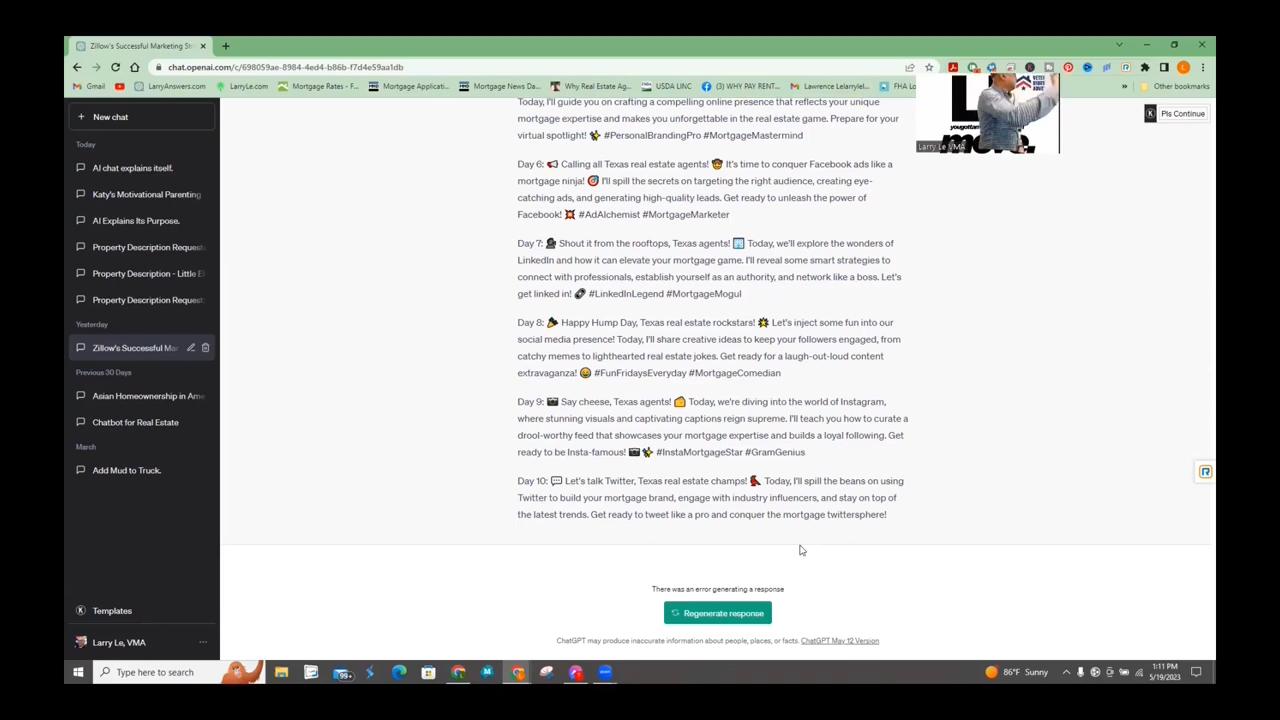 Zillow's Successful Marketing Str
chat.openai.com/c/698059ae-8984-4ed4-b86b-f7d4e59aa1db
Gmail
LarryAnswers.com
LarryLe.com
Mortgage Rates - F...
Mortgage Applicati...
Mortgage News Da...
Why Real Estate Ag...
USDA LINC
(3) WHY PAY RENT...
Lawrence Lelarrylel...
FHA Lo
»
Other bookmarks
+ New chat
Today
AI chat explains itself.
Katy's Motivational Parenting
AI Explains Its Purpose.
Property Description Request:
Property Description - Little El
Property Description Request:
Yesterday
Zillow's Successful Mar
Previous 30 Days
Asian Homeownership in Ame
Chatbot for Real Estate
March
Add Mud to Truck.
Templates
Larry Le, VMA
...
Today, I'll guide you on crafting a compelling online presence that reflects your unique
mortgage expertise and makes you unforgettable in the real estate game. Prepare for your
virtual spotlight! ✨ #PersonalBrandingPro #MortgageMastermind
Day 6: 📢 Calling all Texas real estate agents! 🤠 It's time to conquer Facebook ads like a
mortgage ninja! 🎯 I'll spill the secrets on targeting the right audience, creating eye-
catching ads, and generating high-quality leads. Get ready to unleash the power of
Facebook! 💥 #AdAlchemist #MortgageMarketer
Day 7: Shout it from the rooftops, Texas agents! Today, we'll explore the wonders of
LinkedIn and how it can elevate your mortgage game. I'll reveal some smart strategies to
connect with professionals, establish yourself as an authority, and network like a boss. Let's
get linked in! 🔗 #LinkedInLegend #MortgageMogul
Day 8: 🎉 Happy Hump Day, Texas real estate rockstars! 🌟 Let's inject some fun into our
social media presence! Today, I'll share creative ideas to keep your followers engaged, from
catchy memes to lighthearted real estate jokes. Get ready for a laugh-out-loud content
extravaganza! 😄 #FunFridaysEveryday #MortgageComedian
Day 9: 📸 Say cheese, Texas agents! 🧀 Today, we're diving into the world of Instagram,
where stunning visuals and captivating captions reign supreme. I'll teach you how to curate a
drool-worthy feed that showcases your mortgage expertise and builds a loyal following. Get
ready to be Insta-famous! 📸✨ #InstaMortgageStar #GramGenius
Day 10: 💬 Let's talk Twitter, Texas real estate champs! Today, I'll spill the beans on using
Twitter to build your mortgage brand, engage with industry influencers, and stay on top of
the latest trends. Get ready to tweet like a pro and conquer the mortgage twittersphere!
There was an error generating a response
Regenerate response
ChatGPT may produce inaccurate information about people, places, or facts. ChatGPT May 12 Version
K Pls Continue
yougottan
move.
Larry Le VMA
Type here to search
99+
86°F Sunny
1:11 PM
5/19/2023